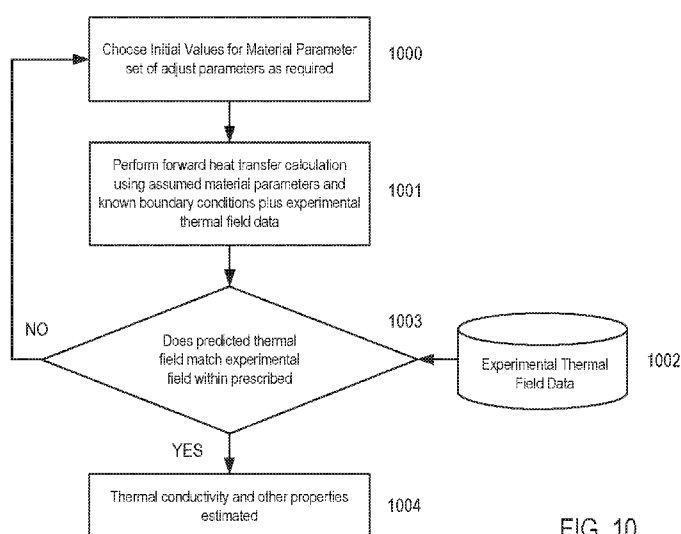 Choose Initial Values for Material Parameter
set of adjust parameters as required
1000
Perform forward heat transfer calculation
using assumed material parameters and
known boundary conditions plus experimental
thermal field data
1001
NO
Does predicted thermal
field match experimental
field within prescribed
1003
Experimental Thermal
Field Data
1002
YES
Thermal conductivity and other properties
estimated
1004
FIG. 10